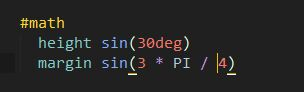 #math
height sin(30deg)
margin sin(3 * PI / 4)